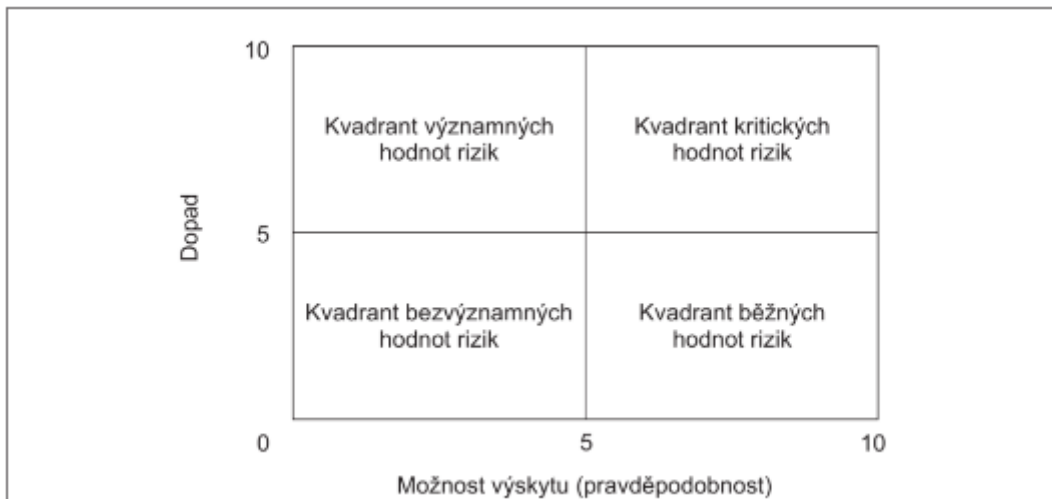 10
Kvadrant významných
hodnot rizik
Kvadrant kritických
hodnot rizik
Dopad
5
Kvadrant bezvýznamných
hodnot rizik
Kvadrant běžných
hodnot rizik
0
5
10
Možnost výskytu (pravděpodobnost)